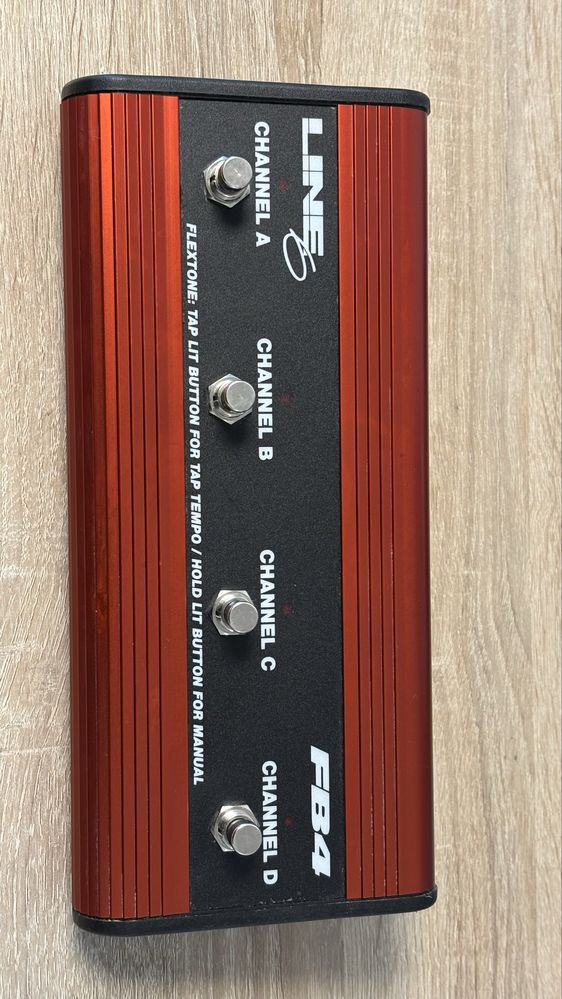 LINE 6
FB4
CHANNEL A
CHANNEL B
CHANNEL C
CHANNEL D
FLEXTONE: TAP LIT BUTTON FOR TAP TEMPO / HOLD LIT BUTTON FOR MANUAL